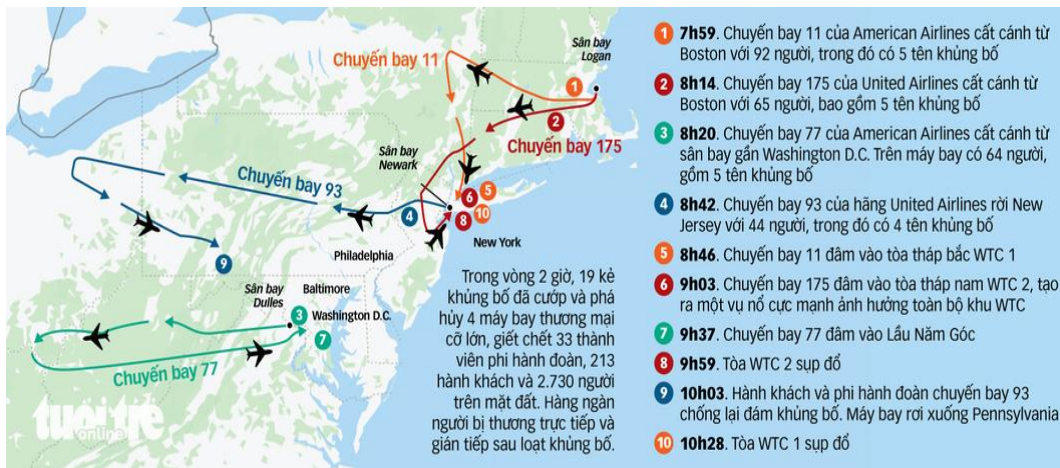 Sân bay
Logan
Chuyến bay 11
1
2
Chuyến bay 175
Sân bay
Newark
Chuyến bay 93
4
6
5
8
10
New York
Philadelphia
9
Sân bay
Dulles
Baltimore
3
Washington D.C.
7
Chuyến bay 77
Trong vòng 2 giờ, 19 kẻ
khủng bố đã cướp và phá
hủy 4 máy bay thương mại
cỡ lớn, giết chết 33 thành
viên phi hành đoàn, 213
hành khách và 2.730 người
trên mặt đất. Hàng ngàn
người bị thương trực tiếp và
gián tiếp sau loạt khủng bố.
tuổi trẻ
online
1 7h59. Chuyến bay 11 của American Airlines cất cánh từ
Boston với 92 người, trong đó có 5 tên khủng bố
2 8h14. Chuyến bay 175 của United Airlines cất cánh từ
Boston với 65 người, bao gồm 5 tên khủng bố
3 8h20. Chuyến bay 77 của American Airlines cất cánh từ
sân bay gần Washington D.C. Trên máy bay có 64 người,
gồm 5 tên khủng bố
4 8h42. Chuyến bay 93 của hãng United Airlines rời New
Jersey với 44 người, trong đó có 4 tên khủng bố
5 8h46. Chuyến bay 11 đâm vào tòa tháp bắc WTC 1
6 9h03. Chuyến bay 175 đâm vào tòa tháp nam WTC 2, tạo
ra một vụ nổ cực mạnh ảnh hưởng toàn bộ khu WTC
7 9h37. Chuyến bay 77 đâm vào Lầu Năm Góc
8 9h59. Tòa WTC 2 sụp đổ
9 10h03. Hành khách và phi hành đoàn chuyến bay 93
chống lại đám khủng bố. Máy bay rơi xuống Pennsylvania
10 10h28. Tòa WTC 1 sụp đổ